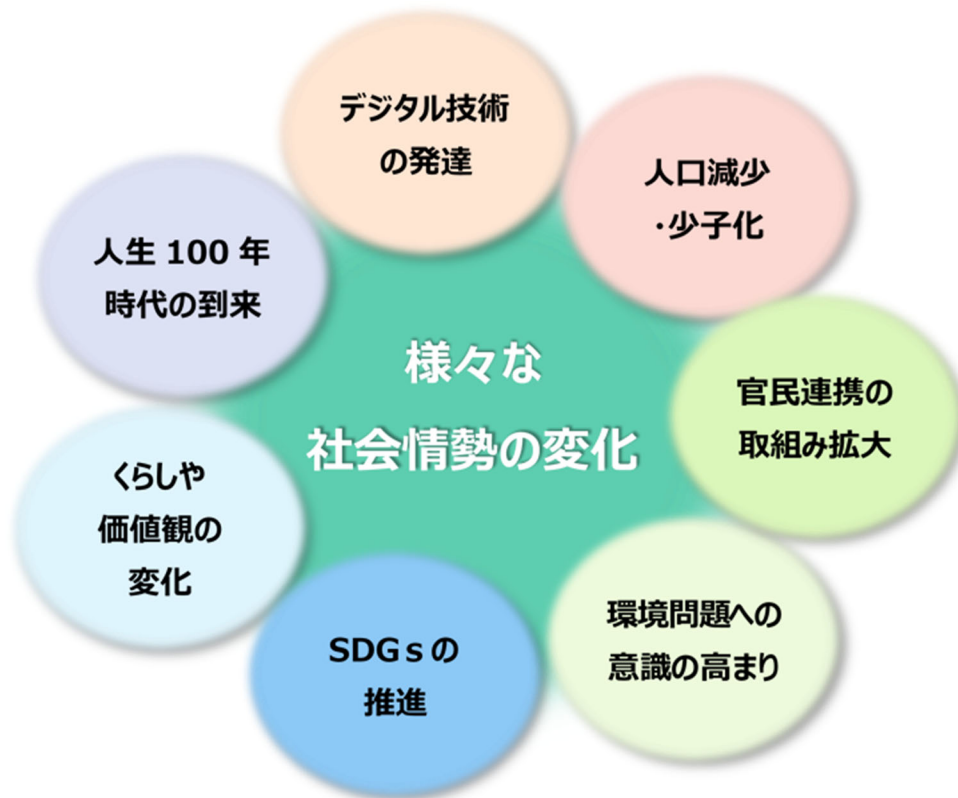 デジタル技術
の発達
人口減少
・少子化
人生 100 年
時代の到来
様々な
社会情勢の変化
官民連携の
取組み拡大
くらしや
価値観の
変化
環境問題への
意識の高まり
SDGｓの
推進